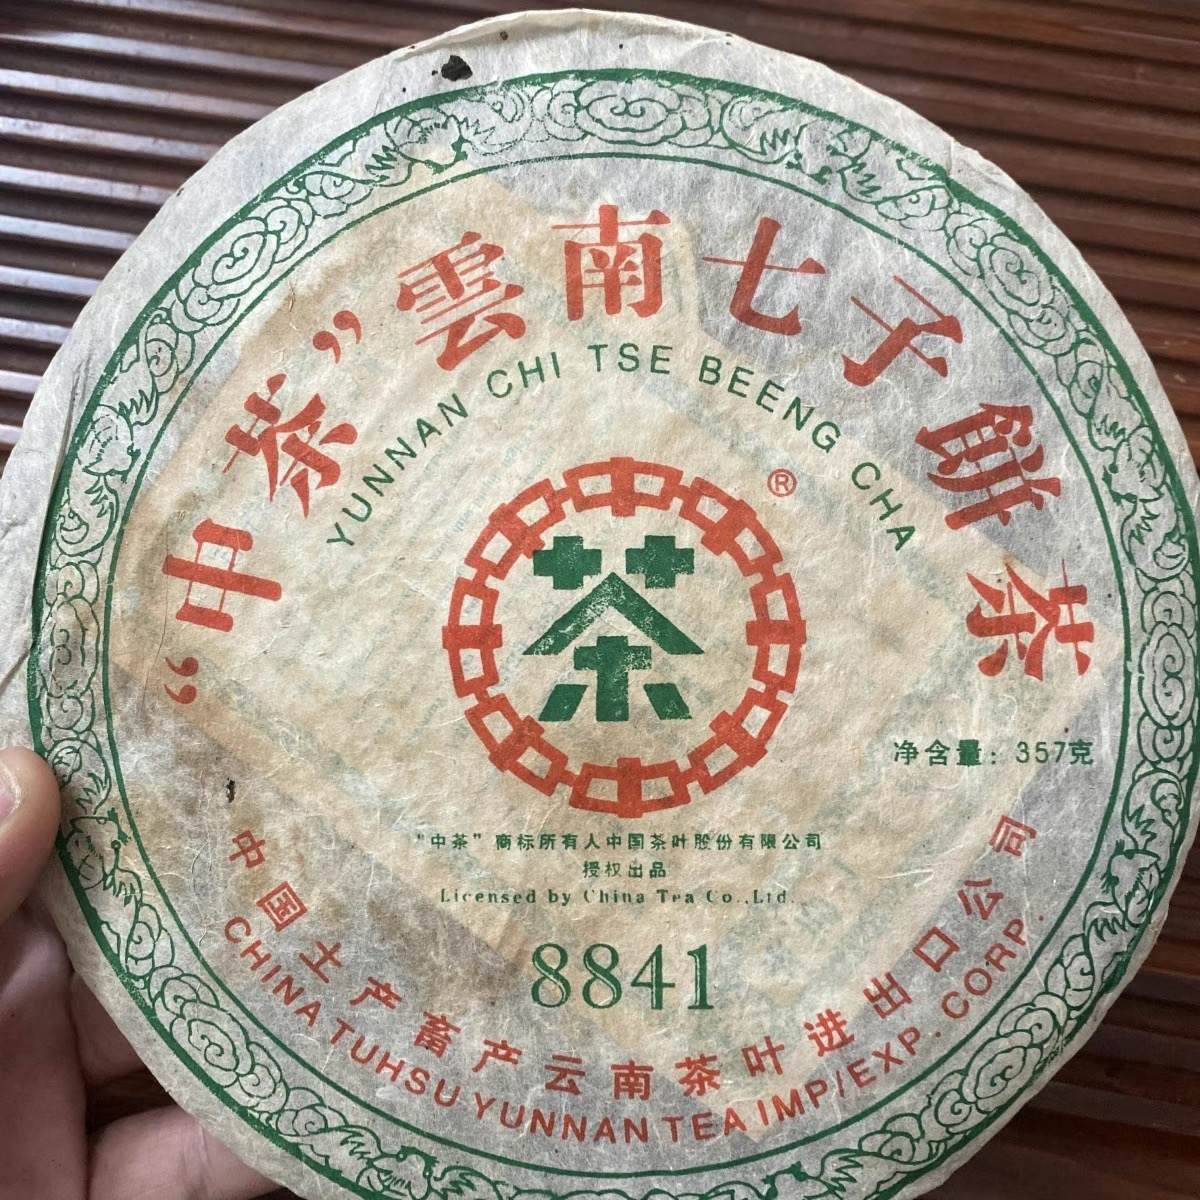 “中茶”雲南七子餅茶
YUNNAN CHI TSE BEENG CHA
®
茶
净含量：357克
“中茶”商标所有人中国茶叶股份有限公司
授权出品
Licensed by China Tea Co.,Ltd.
8841
中国土产畜产云南茶叶进出口公司
CHINA TUHSU YUNNAN TEA IMP/EXP. CORP.